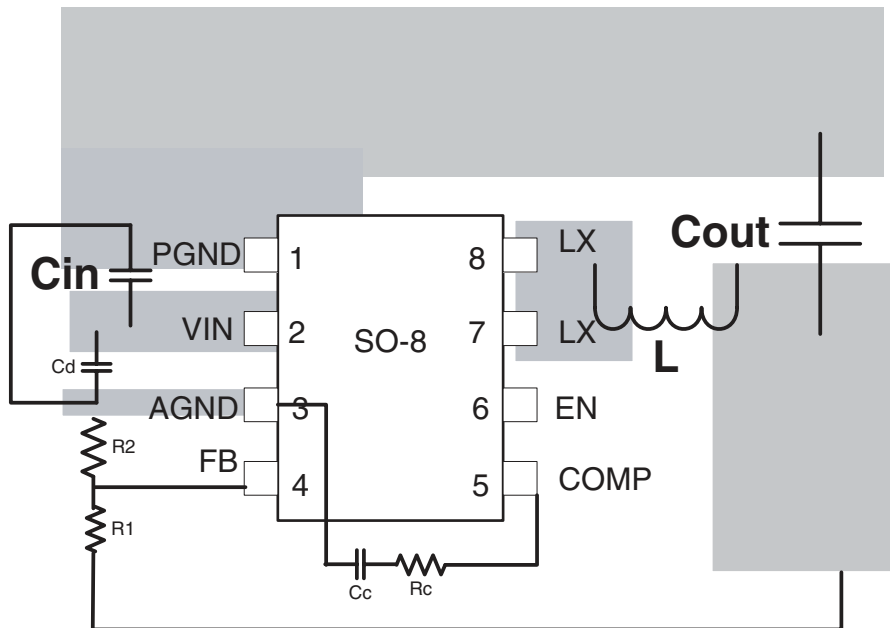 Cout
PGND 1 8 LX
Cin
VIN 2 SO-8 7 LX
L
Cd
AGND 3 6 EN
R2
FB 4 5 COMP
R1
Cc Rc